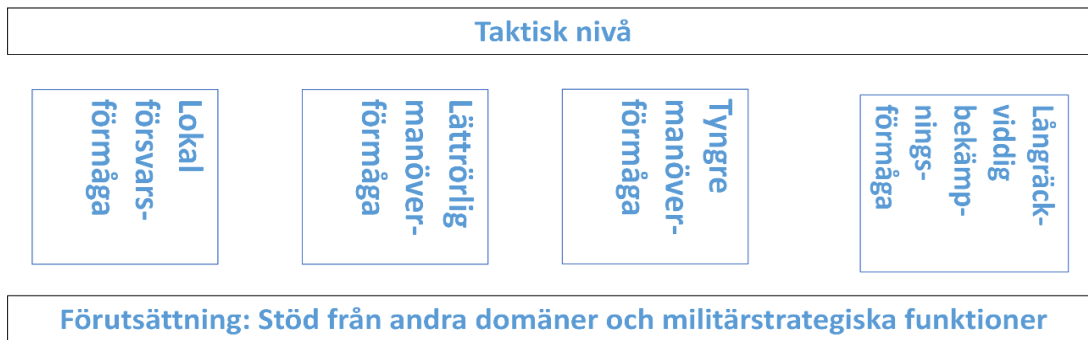 Taktisk nivå
Lokal
försvars-
förmåga
Lättrörlig
manöver-
förmåga
Tyngre
manöver-
förmåga
Långräck-
viddig
bekämp-
nings-
förmåga
Förutsättning: Stöd från andra domäner och militärstrategiska funktioner